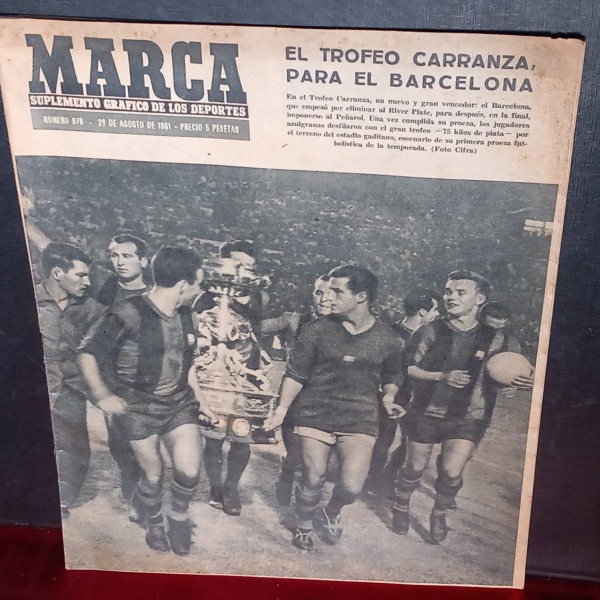 MARCA
SUPLEMENTO GRAFICO DE LOS DEPORTES
NUMERO 978 - 29 DE AGOSTO DE 1961 - PRECIO 5 PESETAS
EL TROFEO CARRANZA,
PARA EL BARCELONA
En el Trofeo Carranza, un nuevo y gran vencedor: el Barcelona,
que empezó por eliminar al River Plate, para después, en la final,
imponerse al Peñarol. Una vez cumplida su proeza, los jugadores
azulgranas desfilaron con el gran trofeo —75 kilos de plata— por
el terreno del estadio gaditano, escenario de su primera proeza fut-
bolística de la temporada. (Foto Cifra)